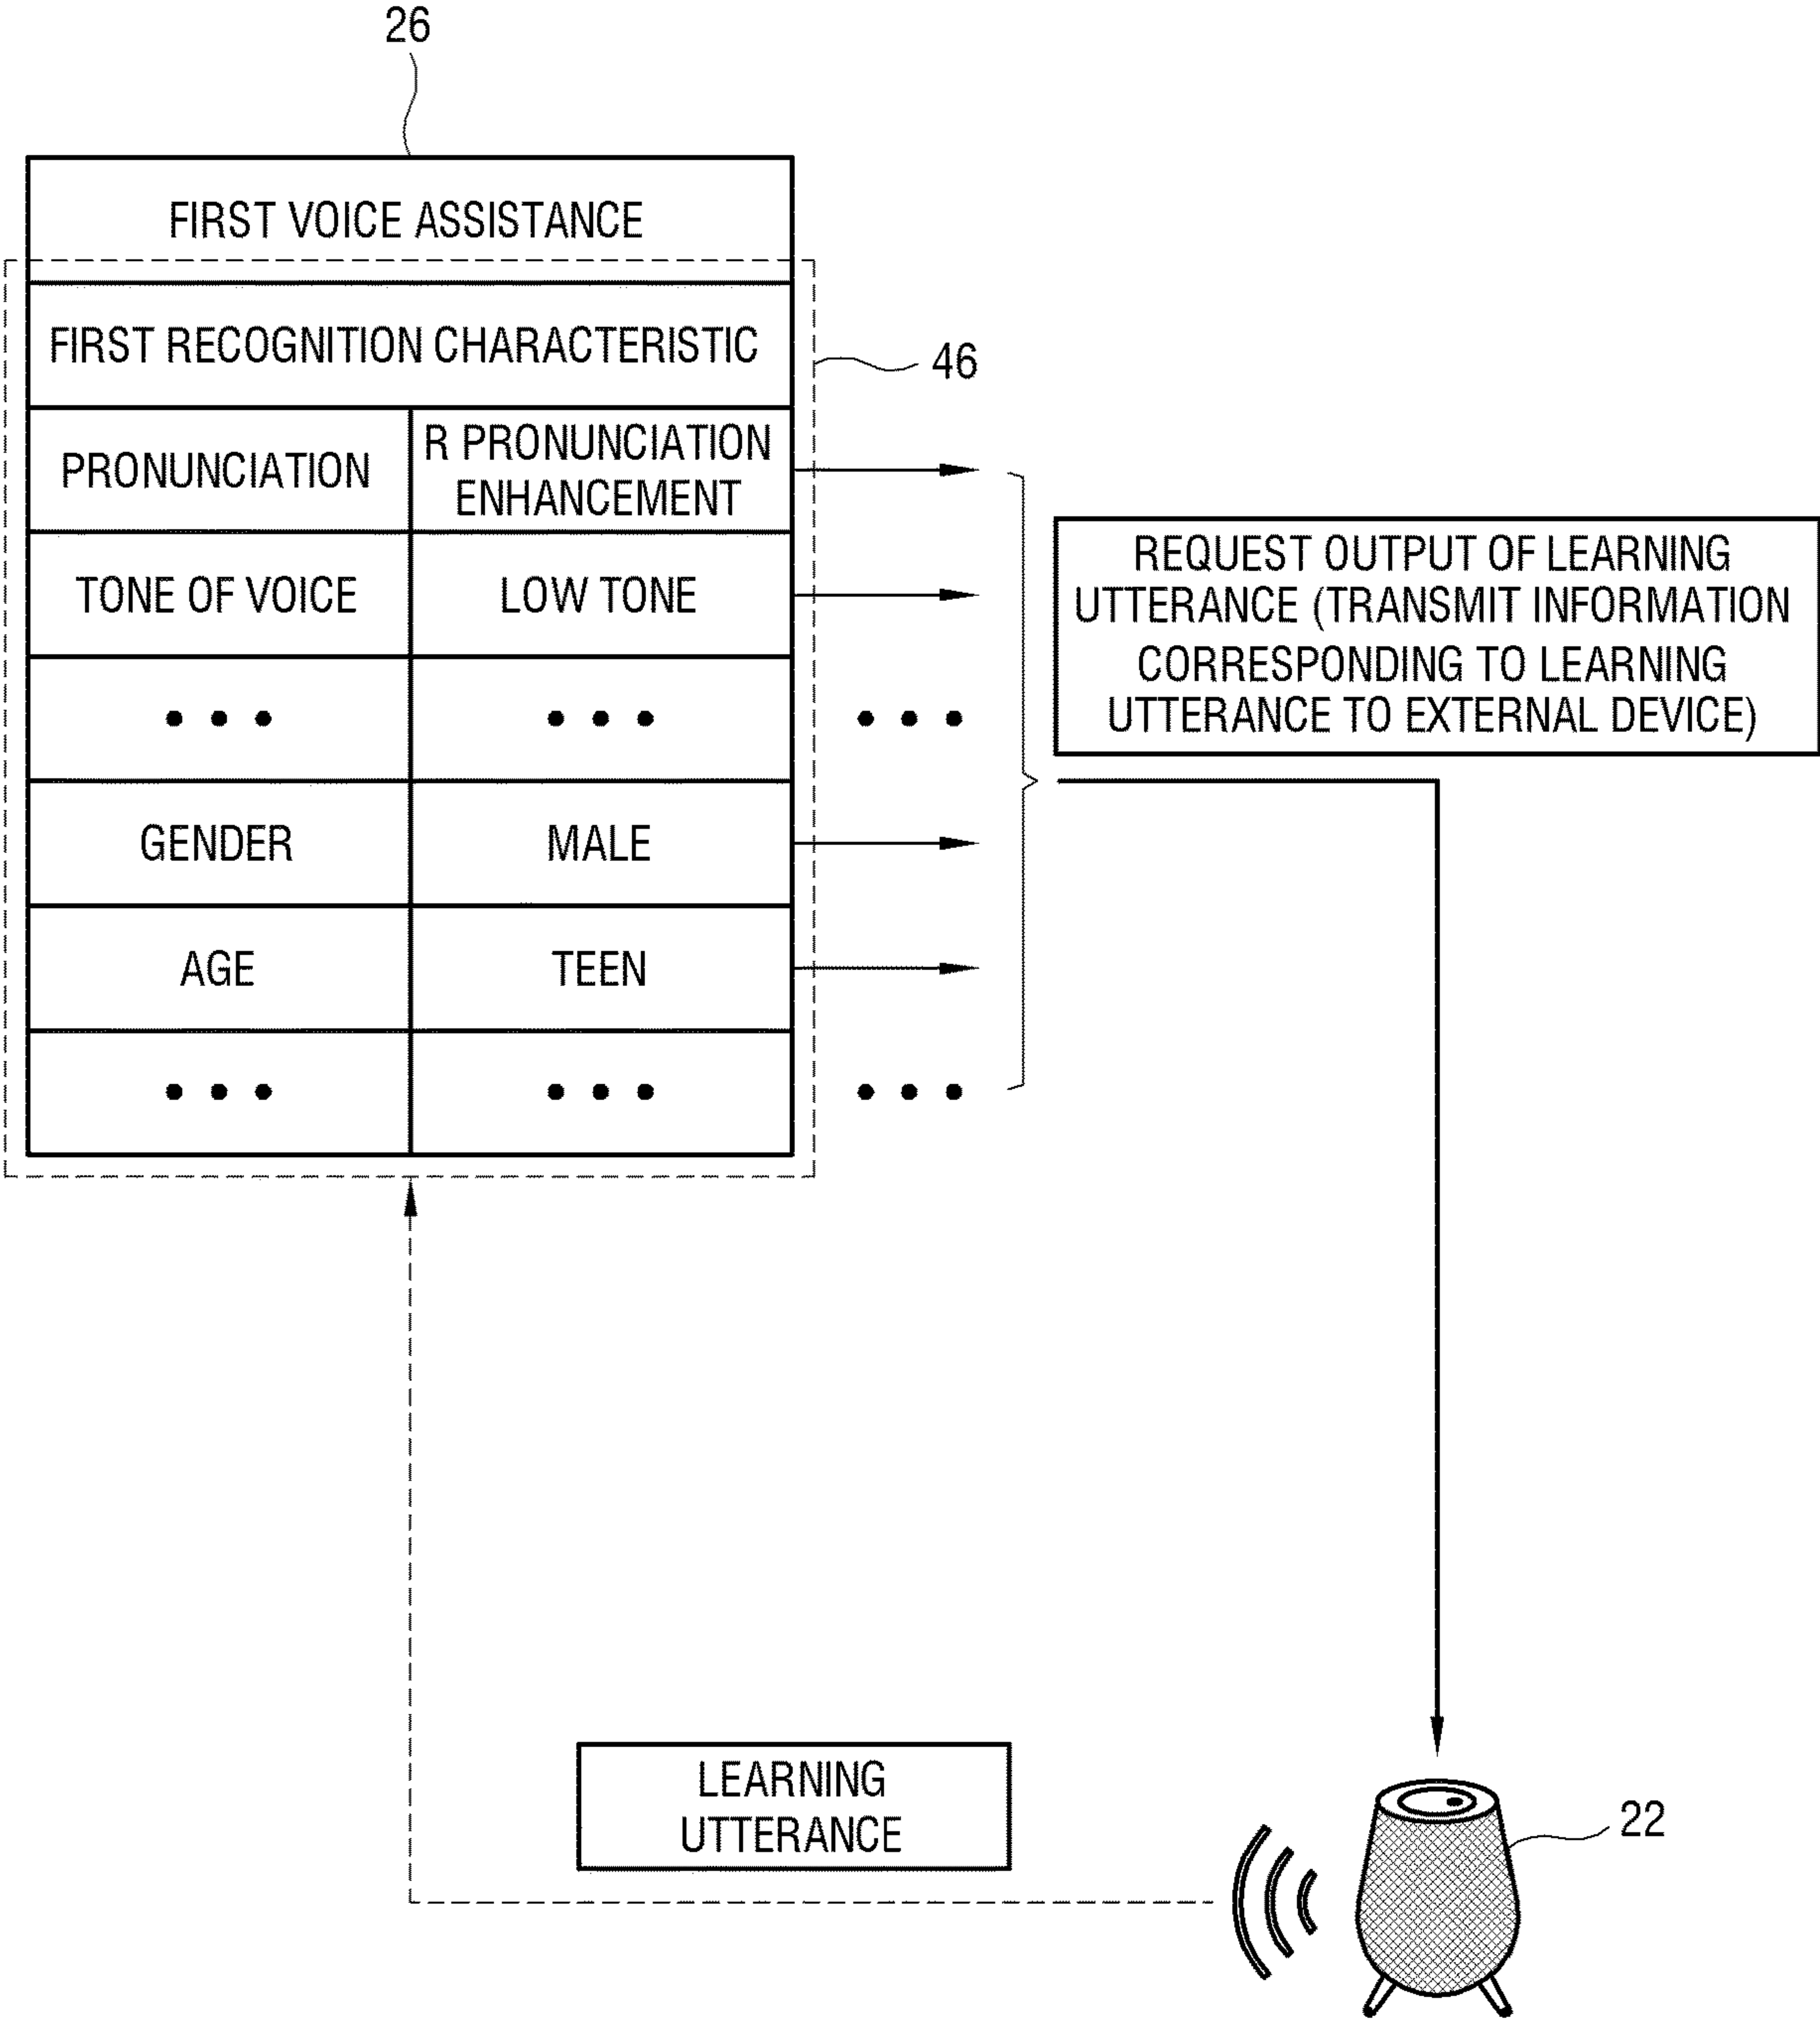 26
FIRST VOICE ASSISTANCE
FIRST RECOGNITION CHARACTERISTIC
46
PRONUNCIATION
R PRONUNCIATION
ENHANCEMENT
TONE OF VOICE
LOW TONE
REQUEST OUTPUT OF LEARNING
UTTERANCE (TRANSMIT INFORMATION
CORRESPONDING TO LEARNING
UTTERANCE TO EXTERNAL DEVICE)
• • •
• • •
• • •
GENDER
MALE
AGE
TEEN
• • •
• • •
• • •
LEARNING
UTTERANCE
22